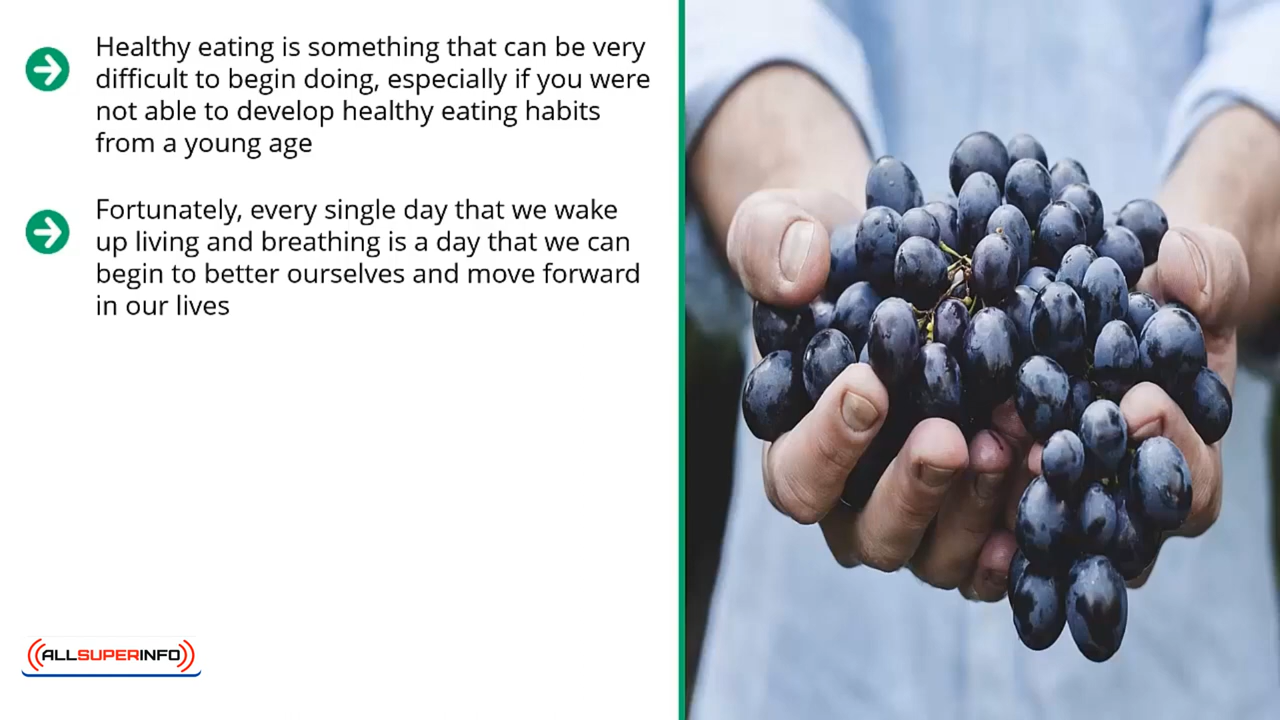 Healthy eating is something that can be very
difficult to begin doing, especially if you were
not able to develop healthy eating habits
from a young age
Fortunately, every single day that we wake
up living and breathing is a day that we can
begin to better ourselves and move forward
in our lives
ALLSUPERINFO